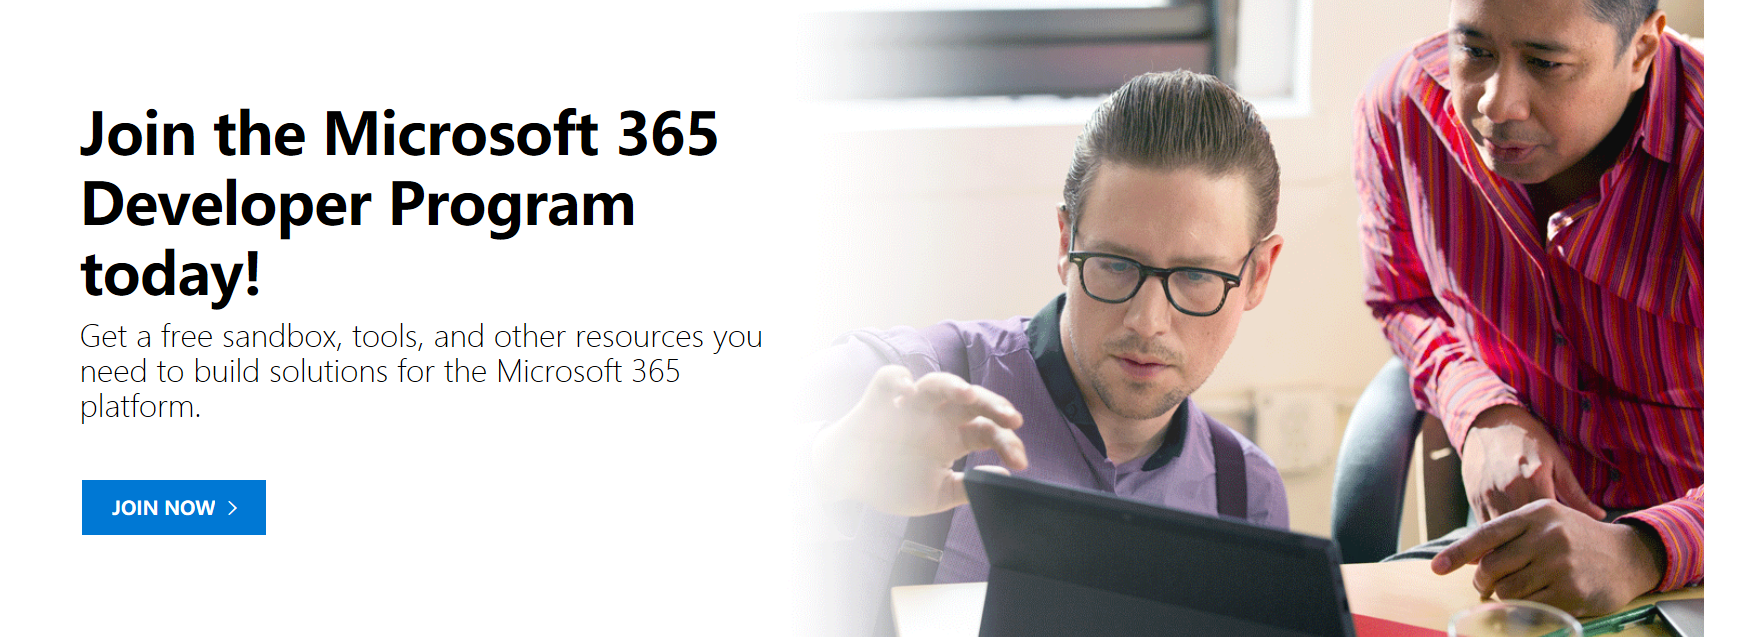 Join the Microsoft 365
Developer Program
today!
Get a free sandbox, tools, and other resources you
need to build solutions for the Microsoft 365
platform.
JOIN NOW